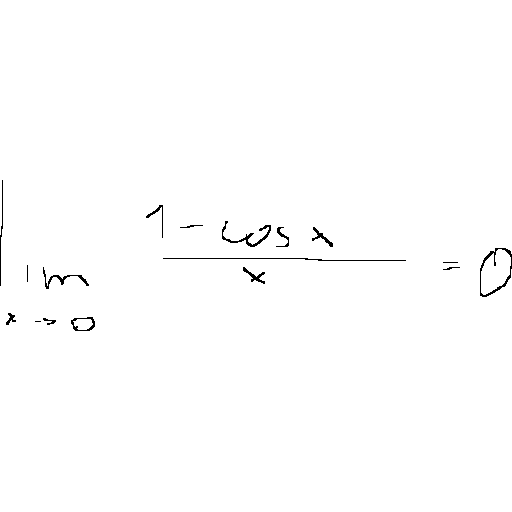 lim 1 - cos x / x = 0
x → 0